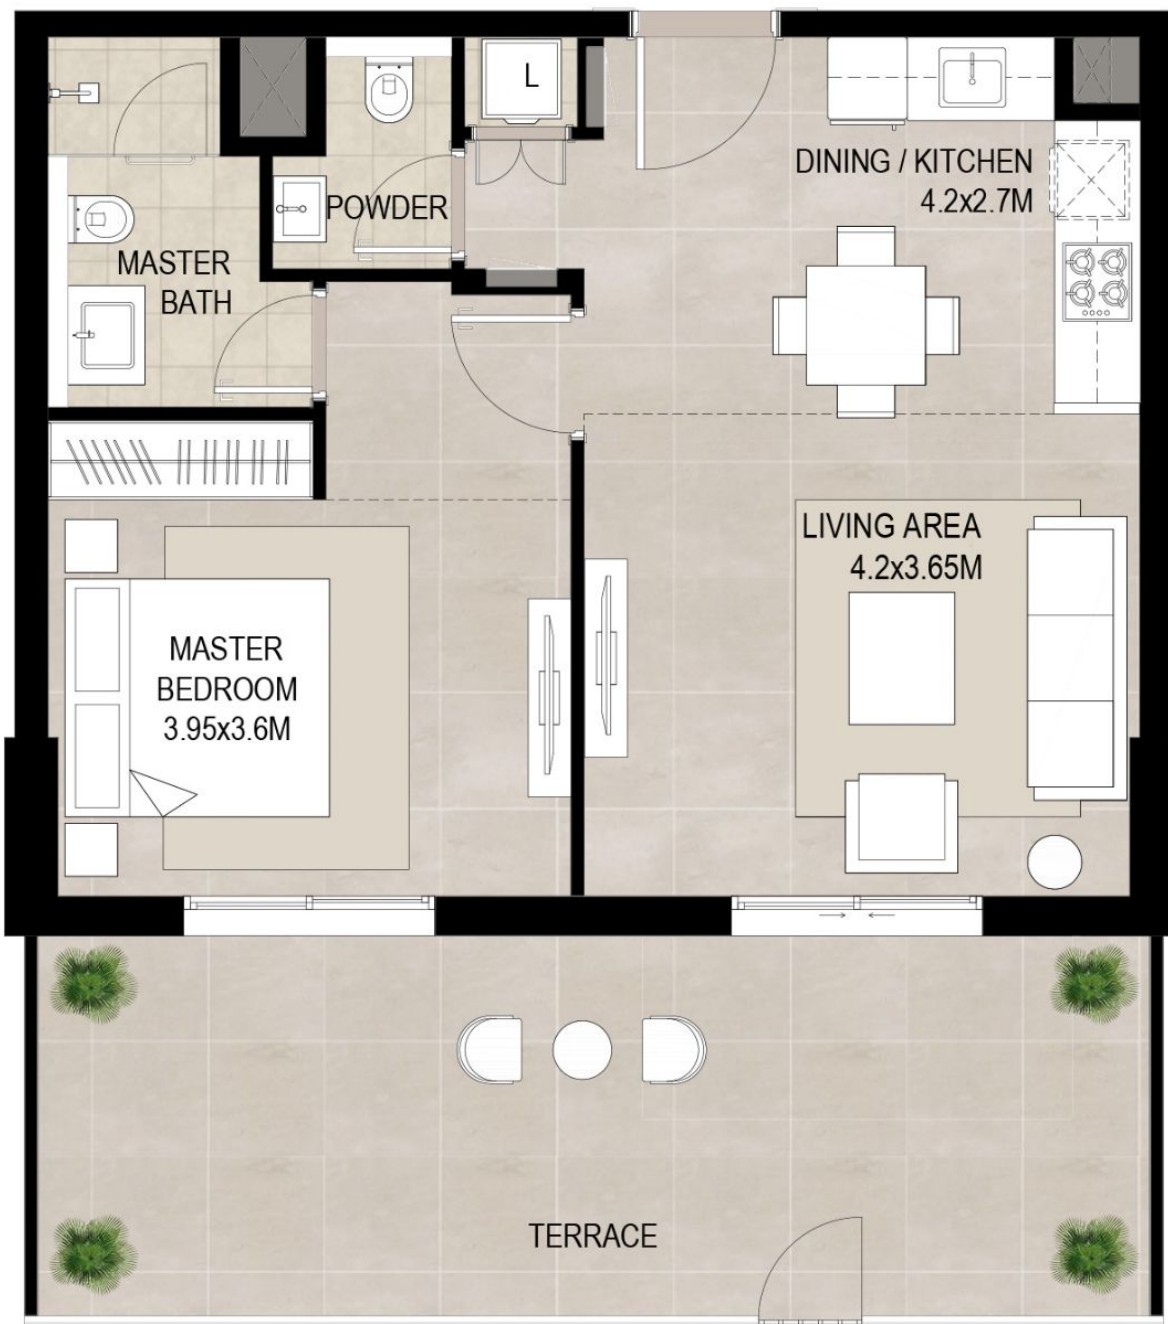 L
DINING / KITCHEN
4.2x2.7M
POWDER
MASTER
BATH
LIVING AREA
4.2x3.65M
MASTER
BEDROOM
3.95x3.6M
TERRACE